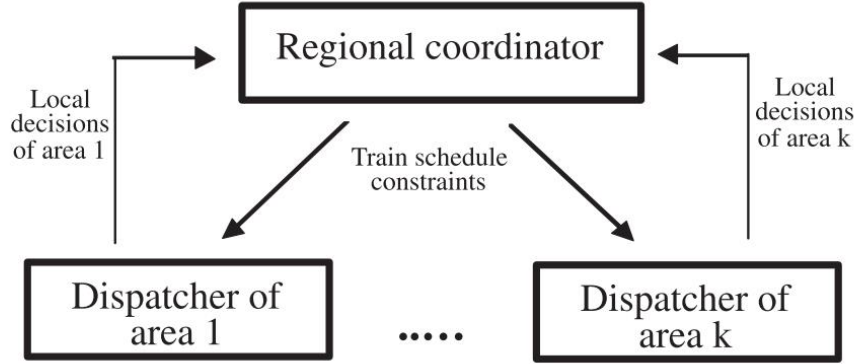 Regional coordinator
Local
decisions
of area 1
Train schedule
constraints
Local
decisions
of area k
Dispatcher of
area 1
.....
Dispatcher of
area k